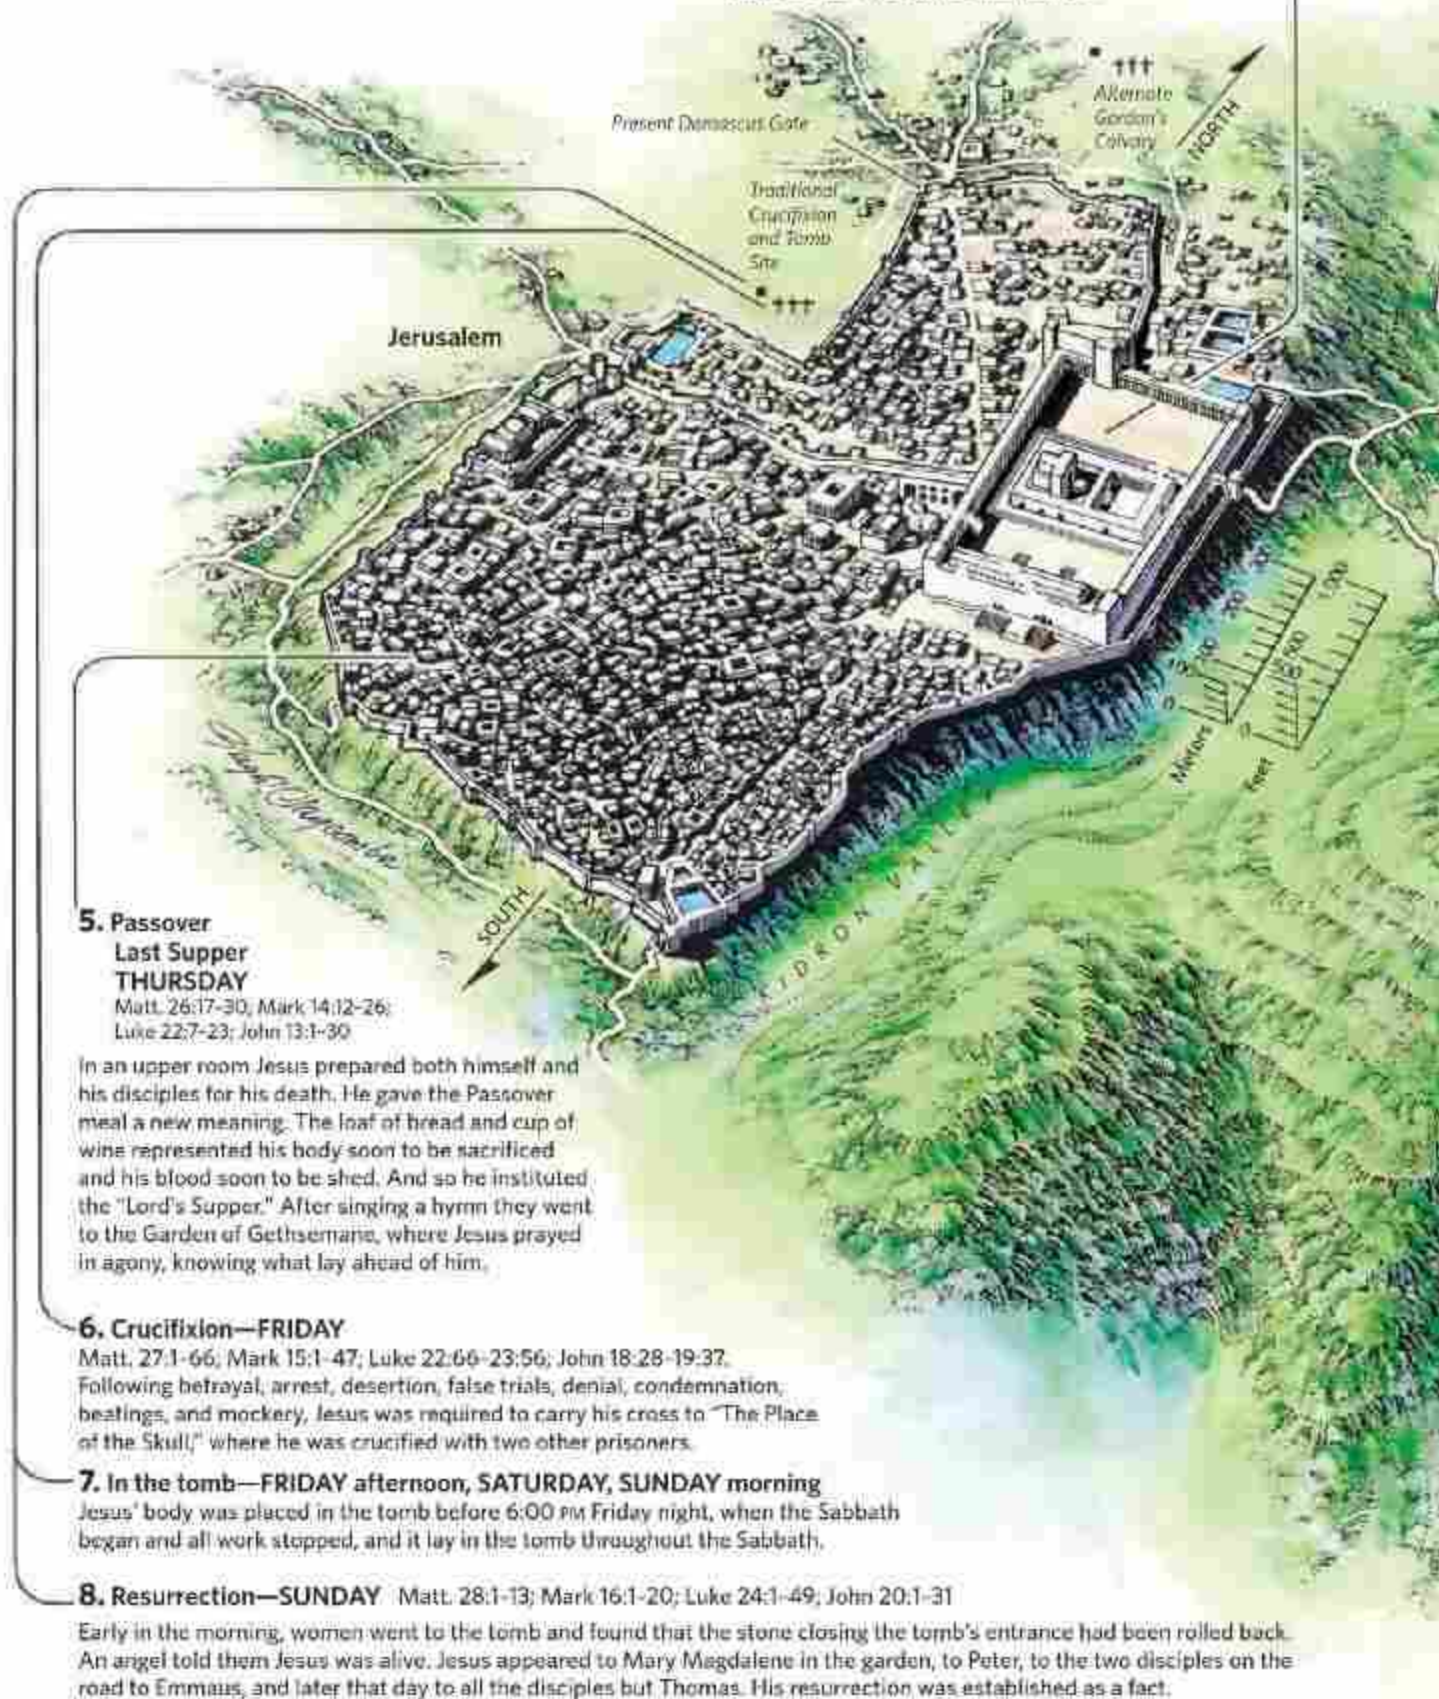 Present Damascus Gate
Alternate
Gordon's
Calvary
NORTH
Traditional
Crucifixion
and Tomb
Site
Jerusalem
0
500
1,000
Meters
0
Feet
KIDRON
SOUTH
5. Passover
Last Supper
THURSDAY
Matt. 26:17-30; Mark 14:12-26;
Luke 22:7-23; John 13:1-30
In an upper room Jesus prepared both himself and
his disciples for his death. He gave the Passover
meal a new meaning. The loaf of bread and cup of
wine represented his body soon to be sacrificed
and his blood soon to be shed. And so he instituted
the "Lord's Supper." After singing a hymn they went
to the Garden of Gethsemane, where Jesus prayed
in agony, knowing what lay ahead of him.
6. Crucifixion—FRIDAY
Matt. 27:1-66; Mark 15:1-47; Luke 22:66-23:56; John 18:28-19:37.
Following betrayal, arrest, desertion, false trials, denial, condemnation,
beatings, and mockery, Jesus was required to carry his cross to "The Place
of the Skull," where he was crucified with two other prisoners.
7. In the tomb—FRIDAY afternoon, SATURDAY, SUNDAY morning
Jesus' body was placed in the tomb before 6:00 PM Friday night, when the Sabbath
began and all work stopped, and it lay in the tomb throughout the Sabbath.
8. Resurrection—SUNDAY Matt. 28:1-13; Mark 16:1-20; Luke 24:1-49; John 20:1-31
Early in the morning, women went to the tomb and found that the stone closing the tomb's entrance had been rolled back.
An angel told them Jesus was alive. Jesus appeared to Mary Magdalene in the garden, to Peter, to the two disciples on the
road to Emmaus, and later that day to all the disciples but Thomas. His resurrection was established as a fact.